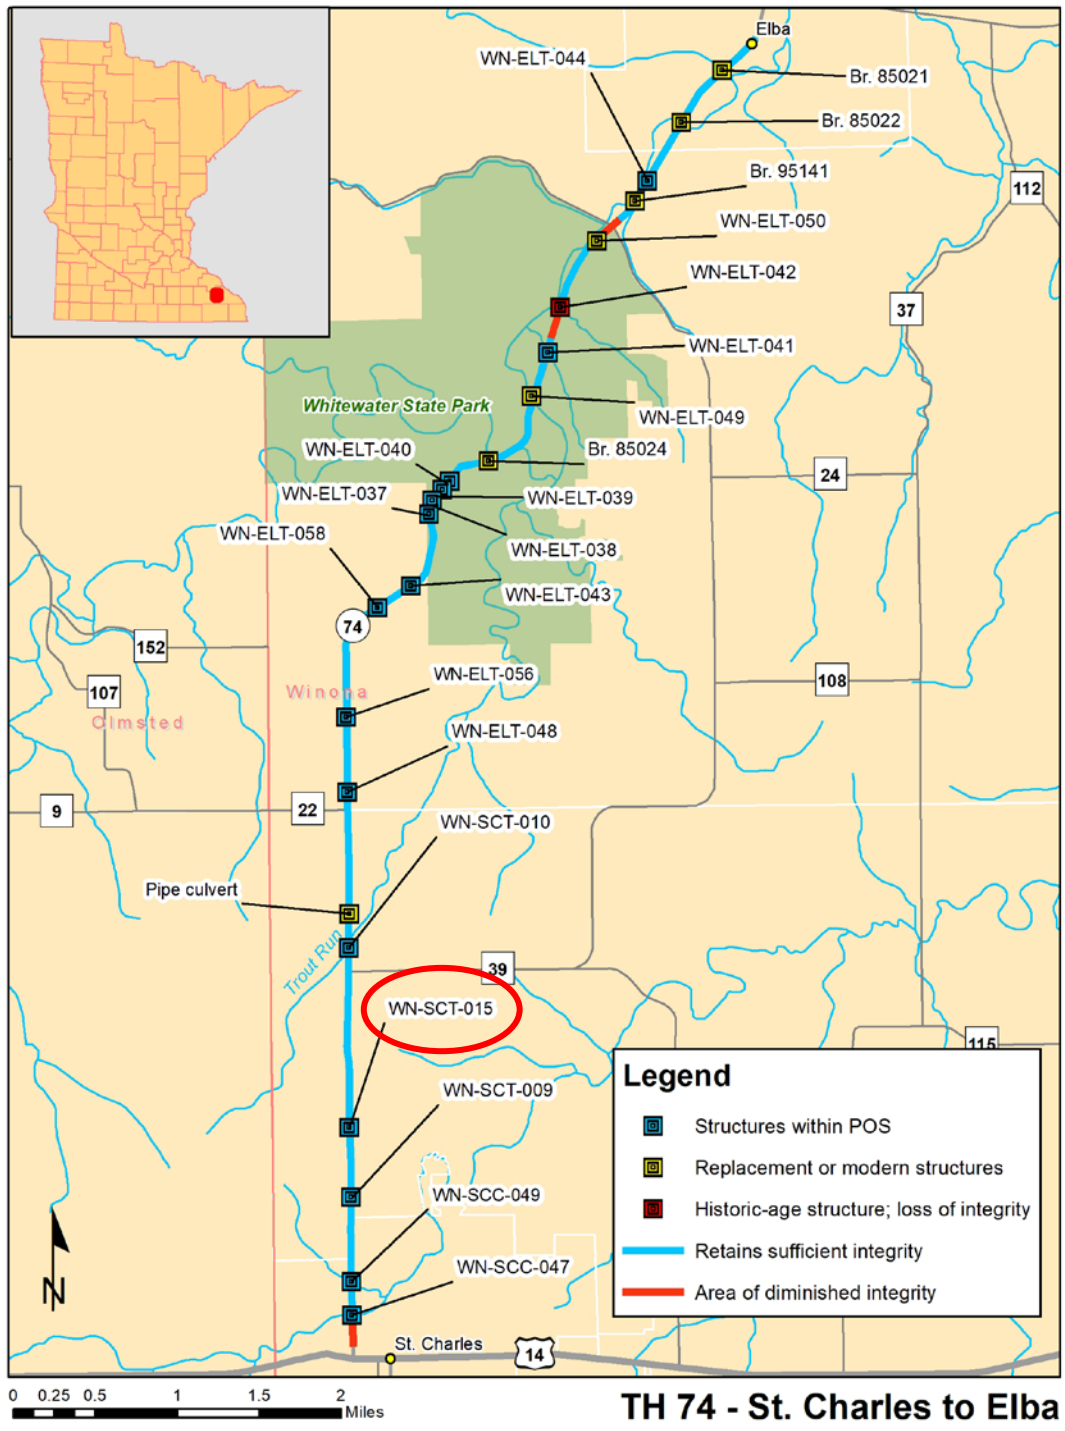 Elba
WN-ELT-044
Br. 85021
Br. 85022
Br. 95141
112
WN-ELT-050
WN-ELT-042
37
WN-ELT-041
Whitewater State Park
WN-ELT-049
WN-ELT-040
Br. 85024
24
WN-ELT-037
WN-ELT-039
WN-ELT-058
WN-ELT-038
WN-ELT-043
74
152
WN-ELT-056
108
107
Winona
Olmsted
WN-ELT-048
9
22
WN-SCT-010
Pipe culvert
Trout Run
39
WN-SCT-015
115
WN-SCT-009
WN-SCC-049
WN-SCC-047
N
St. Charles
14
Legend
Structures within POS
Replacement or modern structures
Historic-age structure; loss of integrity
Retains sufficient integrity
Area of diminished integrity
0 0.25 0.5 1 1.5 2
Miles
TH 74 - St. Charles to Elba